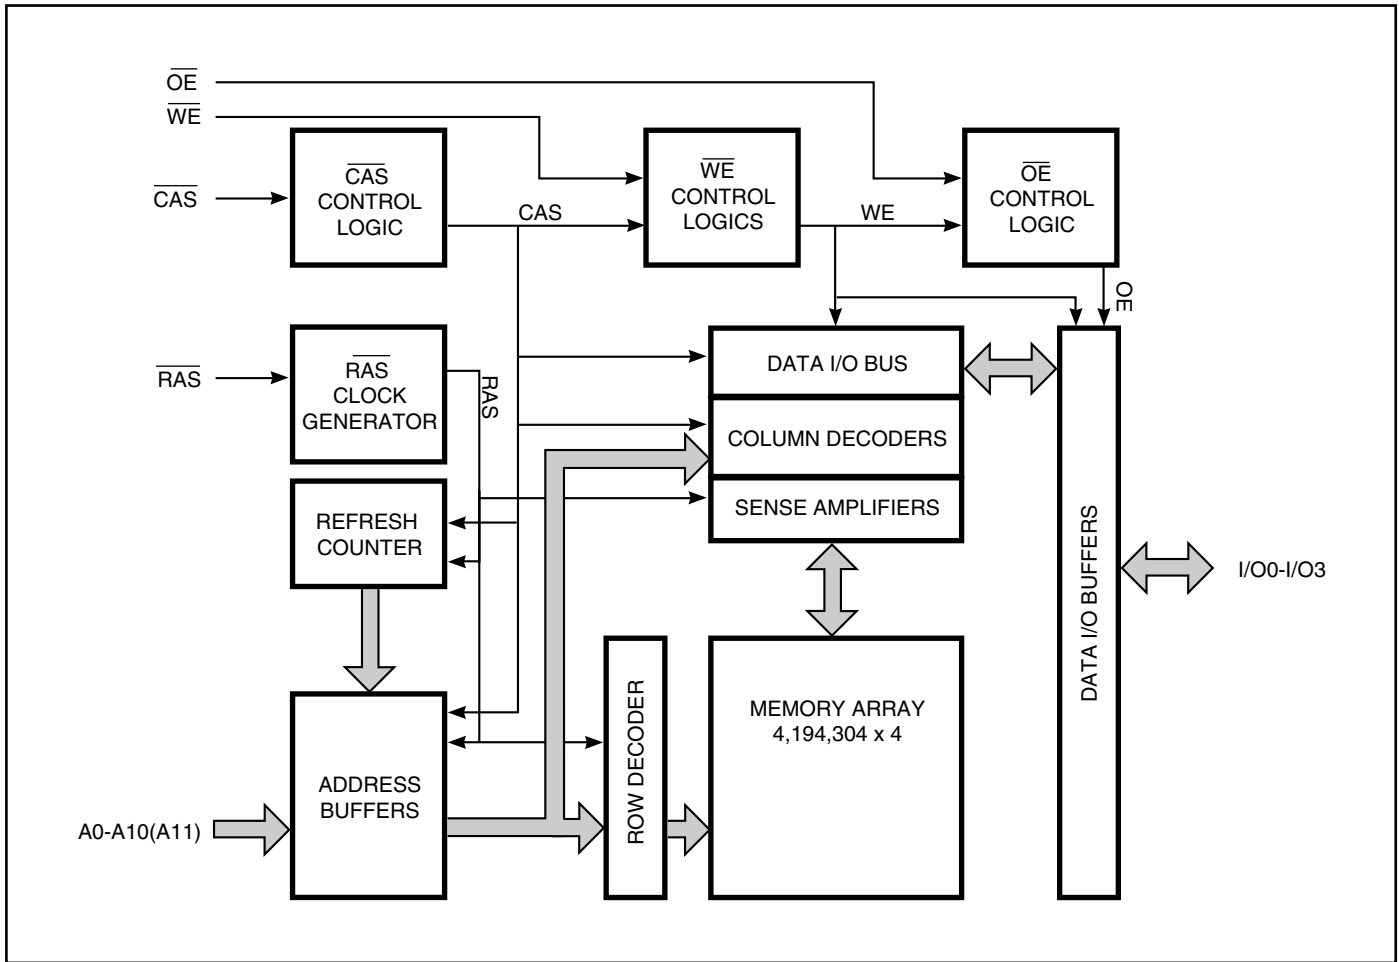 OE
WE
CAS
CAS
CONTROL
LOGIC
CAS
WE
CONTROL
LOGICS
WE
OE
CONTROL
LOGIC
OE
RAS
RAS
CLOCK
GENERATOR
RAS
DATA I/O BUS
COLUMN DECODERS
SENSE AMPLIFIERS
REFRESH
COUNTER
DATA I/O BUFFERS
I/O0-I/O3
ROW DECODER
MEMORY ARRAY
4,194,304 x 4
ADDRESS
BUFFERS
A0-A10(A11)